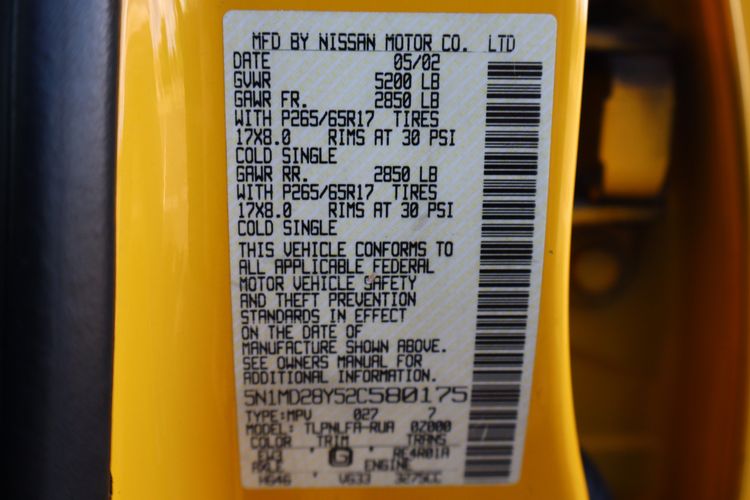 MFD BY NISSAN MOTOR CO. LTD
DATE 05/02
GVWR 5200 LB
GAWR FR. 2850 LB
WITH P265/65R17 TIRES
17X8.0 RIMS AT 30 PSI
COLD SINGLE
GAWR RR. 2850 LB
WITH P265/65R17 TIRES
17X8.0 RIMS AT 30 PSI
COLD SINGLE
THIS VEHICLE CONFORMS TO
ALL APPLICABLE FEDERAL
MOTOR VEHICLE SAFETY
AND THEFT PREVENTION
STANDARDS IN EFFECT
ON THE DATE OF
MANUFACTURE SHOWN ABOVE.
SEE OWNERS MANUAL FOR
ADDITIONAL INFORMATION.
5N1MD28Y52C580175
TYPE:MPV 027 7
MODEL: TLPNLFA-RUA 0Z000
COLOR TRIM TRANS
EW3 , G , RE4R01A
AXLE ENGINE
HG46 VG33 3275CC